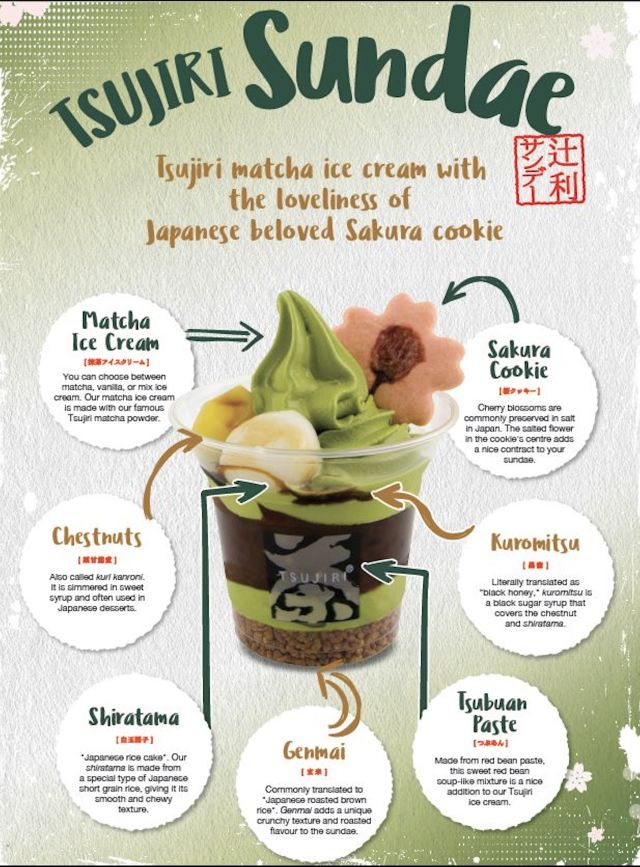 TSUJIRI Sundae
辻利
サンデー
Tsujiri matcha ice cream with
the loveliness of
Japanese beloved Sakura cookie
Matcha
Ice Cream
[抹茶アイスクリーム]
You can choose between
matcha, vanilla, or mix ice
cream. Our matcha ice cream
is made with our famous
Tsujiri matcha powder.
Sakura
Cookie
[桜クッキー]
Cherry blossoms are
commonly preserved in salt
in Japan. The salted flower
in the cookie's centre adds
a nice contract to your
sundae.
Chestnuts
[栗甘露煮]
Also called kuri kanroni.
It is simmered in sweet
syrup and often used in
Japanese desserts.
Kuromitsu
[黒蜜]
Literally translated as
"black honey," kuromitsu is
a black sugar syrup that
covers the chestnut
and shiratama.
TSUJIRI
Shiratama
[白玉団子]
"Japanese rice cake". Our
shiratama is made from
a special type of Japanese
short grain rice, giving it its
smooth and chewy
texture.
Genmai
[玄米]
Commonly translated to
"Japanese roasted brown
rice". Genmai adds a unique
crunchy texture and roasted
flavour to the sundae.
Tsubuan
Paste
[つぶあん]
Made from red bean paste,
this sweet red bean
soup-like mixture is a nice
addition to our Tsujiri
ice cream.